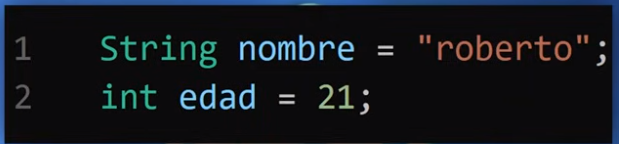 1 String nombre = "roberto";
2 int edad = 21;